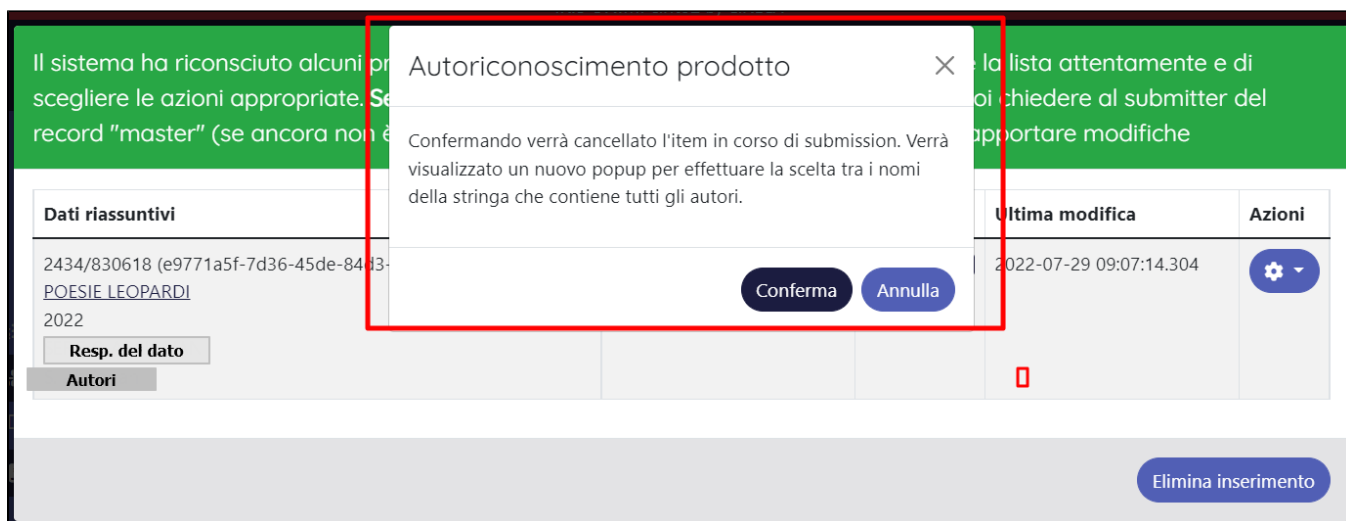 Il sistema ha riconsciuto alcuni pr
la lista attentamente e di
scegliere le azioni appropriate. Se
oi chiedere al submitter del
record "master" (se ancora non è
apportare modifiche
Autoriconoscimento prodotto
Confermando verrà cancellato l'item in corso di submission. Verrà
visualizzato un nuovo popup per effettuare la scelta tra i nomi
della stringa che contiene tutti gli autori.
Conferma Annulla
Dati riassuntivi Ultima modifica Azioni
2434/830618 (e9771a5f-7d36-45de-84d3- 2022-07-29 09:07:14.304
POESIE LEOPARDI
2022
Resp. del dato
Autori
Elimina inserimento